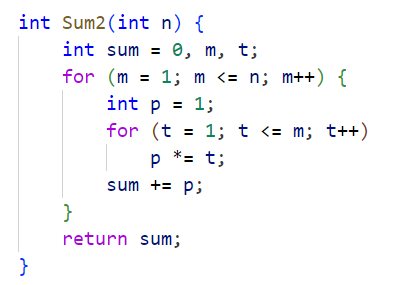 int Sum2(int n) {
    int sum = 0, m, t;
    for (m = 1; m <= n; m++) {
        int p = 1;
        for (t = 1; t <= m; t++)
            p *= t;
        sum += p;
    }
    return sum;
}